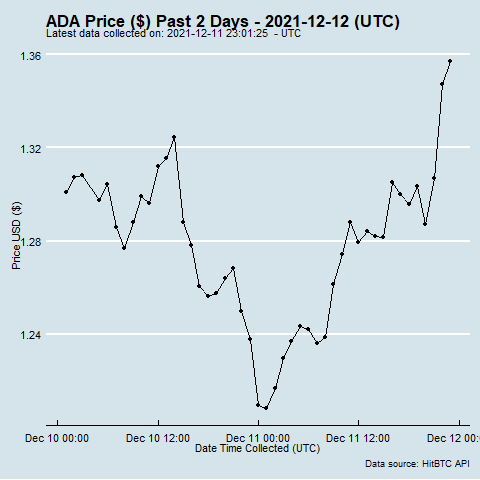 ADA Price ($) Past 2 Days - 2021-12-12 (UTC)
Latest data collected on: 2021-12-11 23:01:25 - UTC
1.36
1.32
1.28
1.24
Price USD ($)
Dec 10 00:00 Dec 10 12:00 Dec 11 00:00 Dec 11 12:00 Dec 12 00:
Date Time Collected (UTC)
Data source: HitBTC API